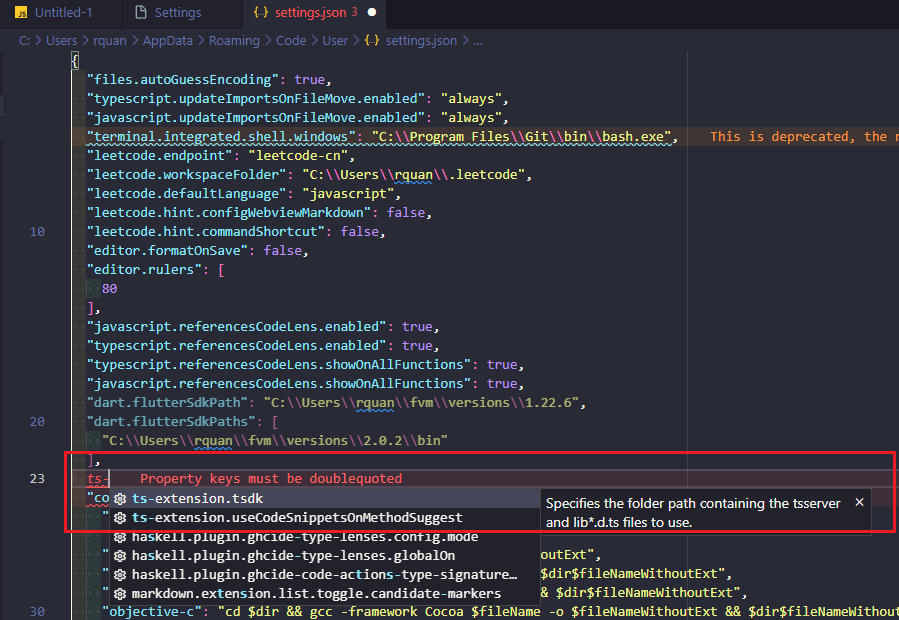 Untitled-1 Settings settings.json 3
C: > Users > rquan > AppData > Roaming > Code > User > {} settings.json > ...
{
"files.autoGuessEncoding": true,
"typescript.updateImportsOnFileMove.enabled": "always",
"javascript.updateImportsOnFileMove.enabled": "always",
"terminal.integrated.shell.windows": "C:\\Program Files\\Git\\bin\\bash.exe", This is deprecated, the
"leetcode.endpoint": "leetcode-cn",
"leetcode.workspaceFolder": "C:\\Users\\rquan\\.leetcode",
"leetcode.defaultLanguage": "javascript",
"leetcode.hint.configWebviewMarkdown": false,
10 "leetcode.hint.commandShortcut": false,
"editor.formatOnSave": false,
"editor.rulers": [
80
],
"javascript.referencesCodeLens.enabled": true,
"typescript.referencesCodeLens.enabled": true,
"typescript.referencesCodeLens.showOnAllFunctions": true,
"javascript.referencesCodeLens.showOnAllFunctions": true,
"dart.flutterSdkPath": "C:\\Users\\rquan\\fvm\\versions\\1.22.6",
20 "dart.flutterSdkPaths": [
"C:\\Users\\rquan\\fvm\\versions\\2.0.2\\bin"
],
23 ts- Property keys must be doublequoted
"co ts-extension.tsdk Specifies the folder path containing the tsserver
" ts-extension.useCodeSnippetsOnMethodSuggest and lib*.d.ts files to use.
" haskell.plugin.ghcide-type-lenses.config.mode
" haskell.plugin.ghcide-type-lenses.globalOn outExt",
" haskell.plugin.ghcide-code-actions-type-signature… $dir$fileNameWithoutExt",
" markdown.extension.list.toggle.candidate-markers & $dir$fileNameWithoutExt",
30 "objective-c": "cd $dir && gcc -framework Cocoa $fileName -o $fileNameWithoutExt && $dir$fileNameWithou